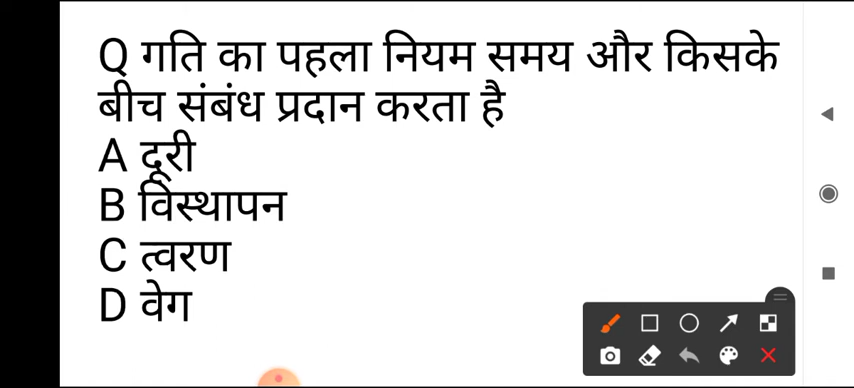 Q गति का पहला नियम समय और किसके
बीच संबंध प्रदान करता है
A दूरी
B विस्थापन
C त्वरण
D वेग